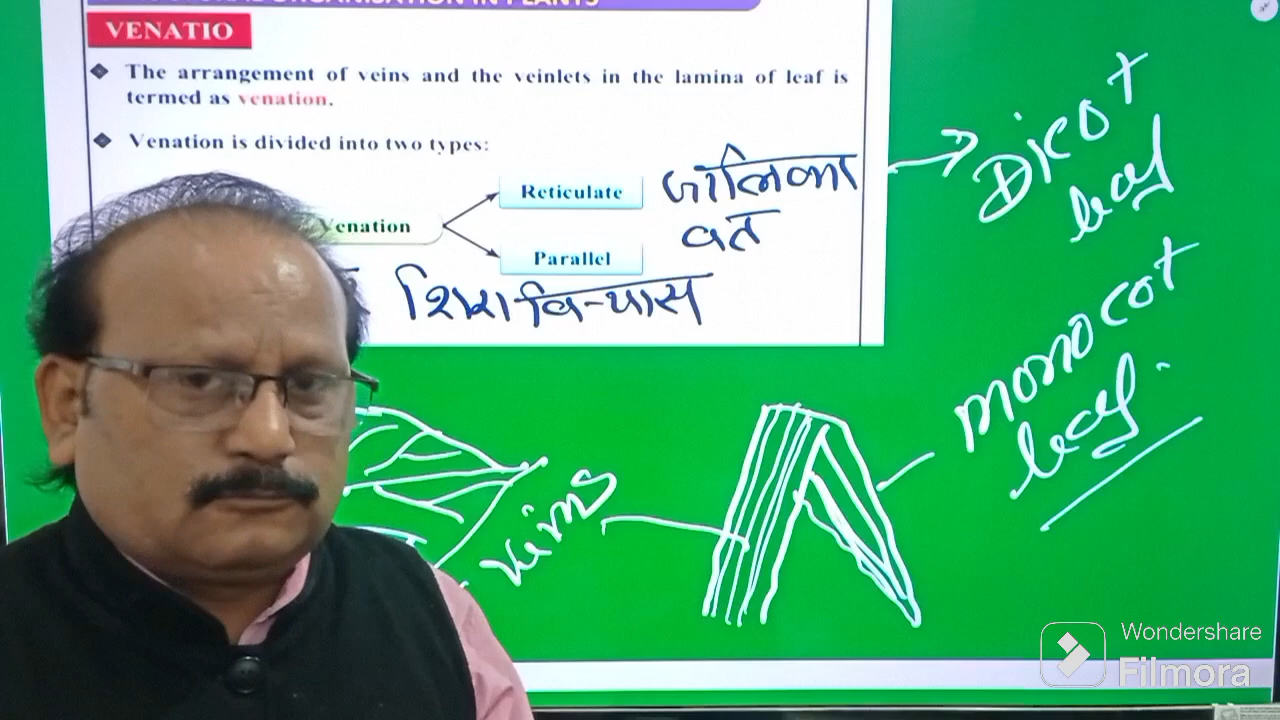 VENATIO
The arrangement of veins and the veinlets in the lamina of leaf is
termed as venation.
Venation is divided into two types:
Venation
Reticulate
Parallel
जालिका
वत
शिराविन्यास
Dicot
leaf
monocot
leaf
veins
Wondershare
Filmora